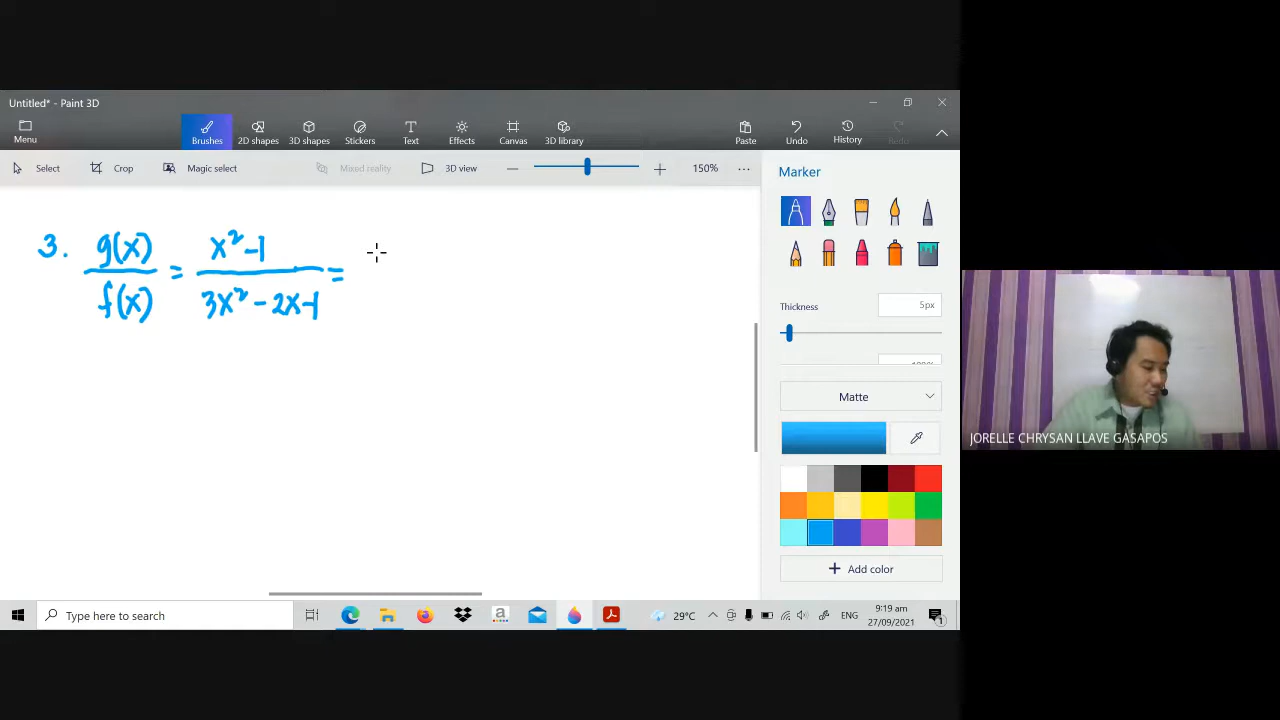 Untitled* - Paint 3D
Menu
Brushes
2D shapes
3D shapes
Stickers
Text
Effects
Canvas
3D library
Paste
Undo
History
Redo
Select
Crop
Magic select
Mixed reality
3D view
150%
Marker
3. g(x) / f(x) = x² - 1 / 3x² - 2x - 1 =
Thickness
5px
Matte
Add color
JORELLE CHRYSAN LLAVE GASAPOS
Type here to search
a
29°C
ENG
9:19 am
27/09/2021
1